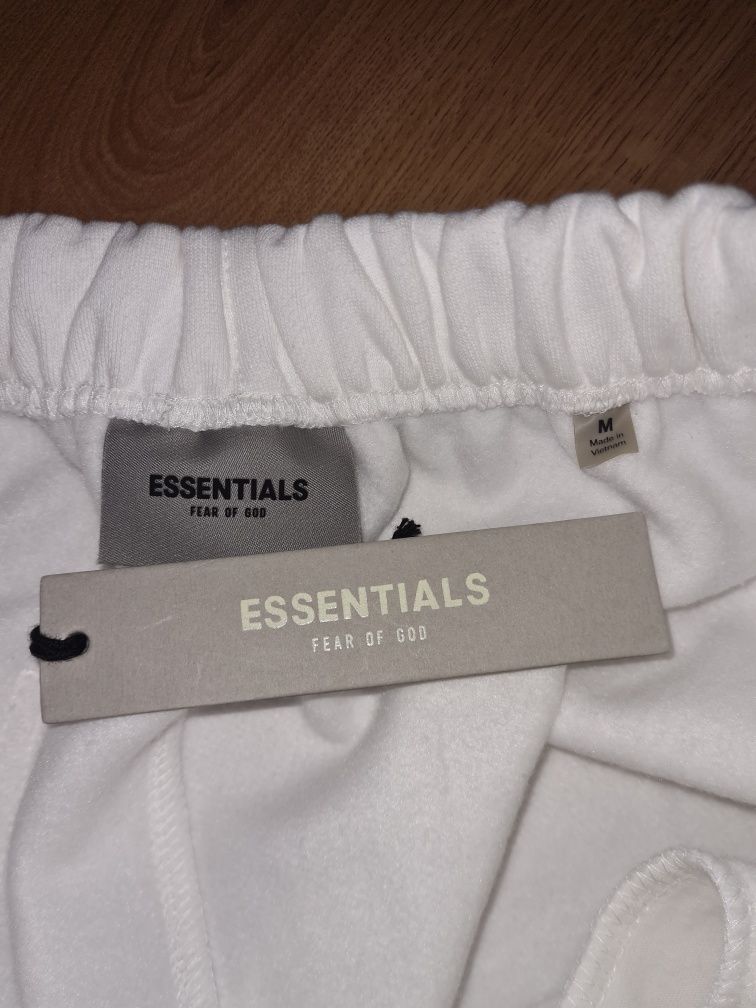 ESSENTIALS
FEAR OF GOD
M
Made in
Vietnam
ESSENTIALS
FEAR OF GOD